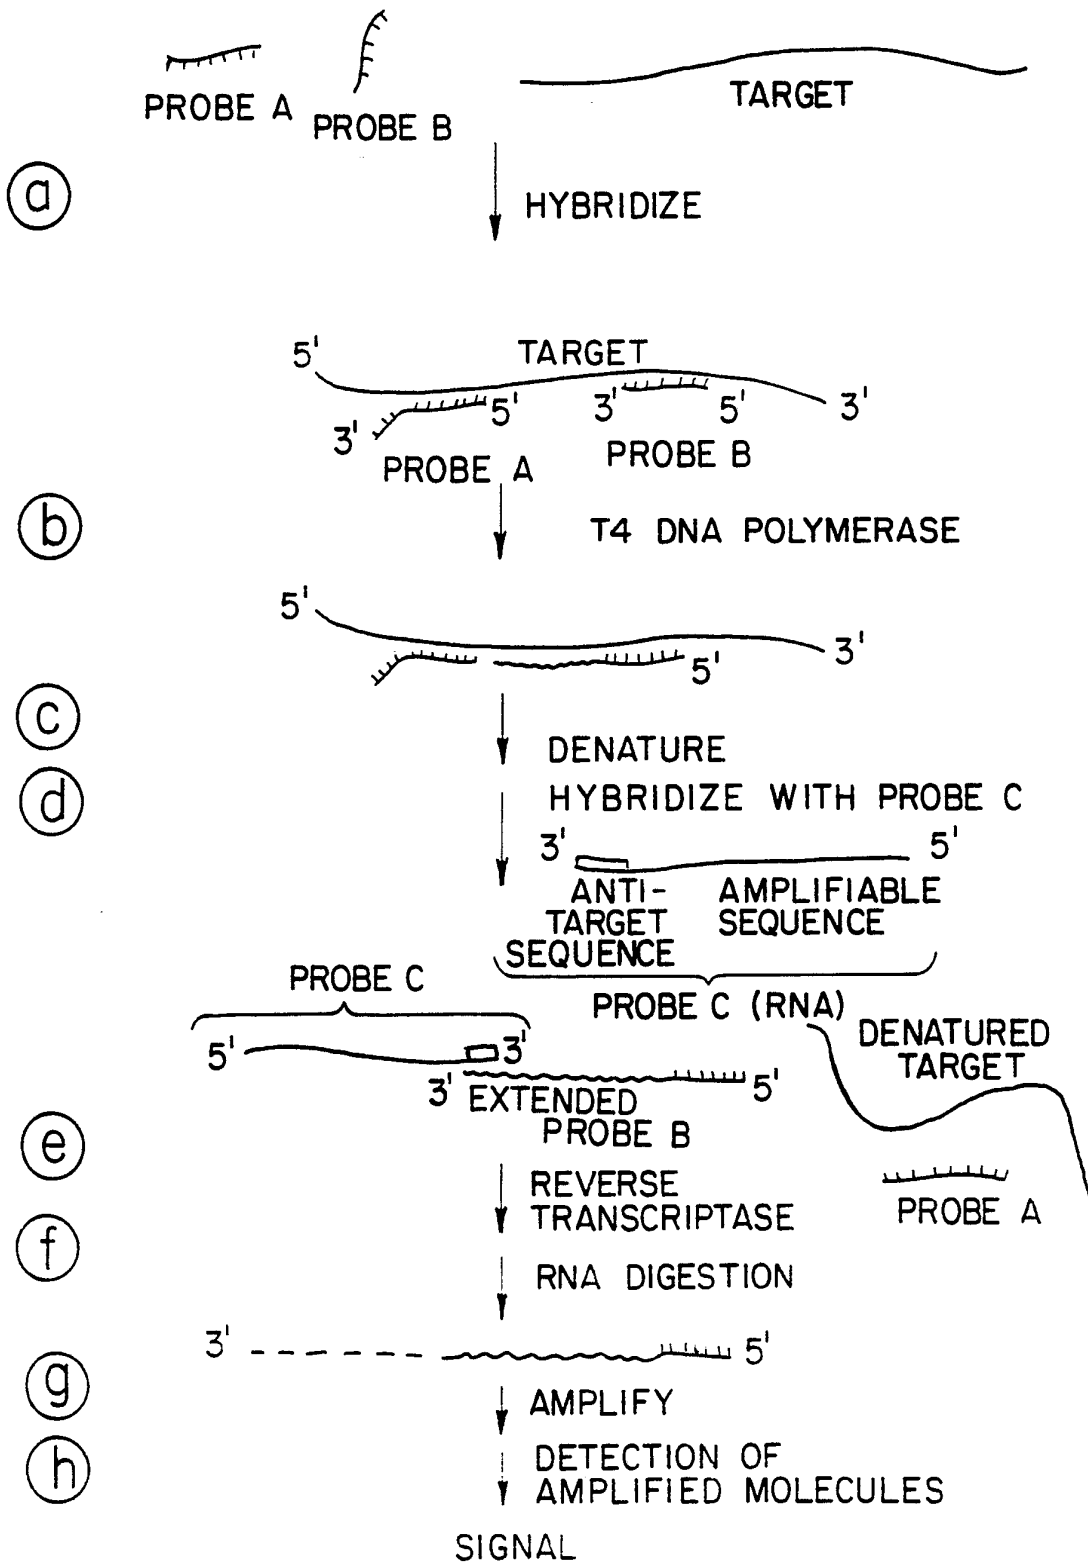 PROBE A
PROBE B
TARGET
a
HYBRIDIZE
5'
TARGET
3'
5'
3'
5'
3'
PROBE A
PROBE B
b
T4 DNA POLYMERASE
5'
3'
5'
c
DENATURE
d
HYBRIDIZE WITH PROBE C
3'
5'
ANTI-
TARGET
SEQUENCE
AMPLIFIABLE
SEQUENCE
PROBE C
PROBE C (RNA)
5'
3'
3'
5'
EXTENDED
PROBE B
DENATURED
TARGET
e
REVERSE
TRANSCRIPTASE
PROBE A
f
RNA DIGESTION
3'
5'
g
AMPLIFY
h
DETECTION OF
AMPLIFIED MOLECULES
SIGNAL